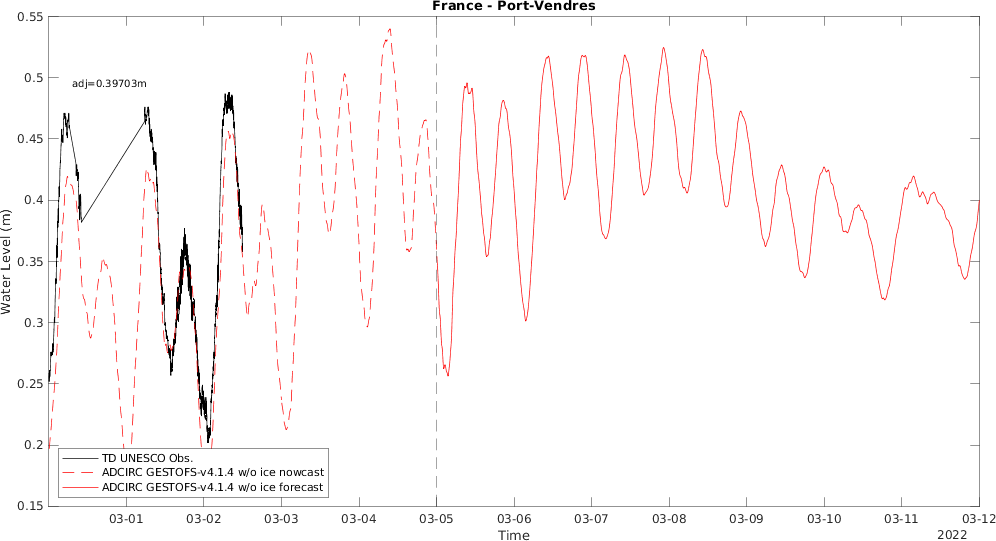 France - Port-Vendres
0.55
0.5
0.45
0.4
0.35
0.3
0.25
0.2
0.15
Water Level (m)
adj=0.39703m
TD UNESCO Obs.
ADCIRC GESTOFS-v4.1.4 w/o ice nowcast
ADCIRC GESTOFS-v4.1.4 w/o ice forecast
03-01 03-02 03-03 03-04 03-05 03-06 03-07 03-08 03-09 03-10 03-11 03-12
Time
2022